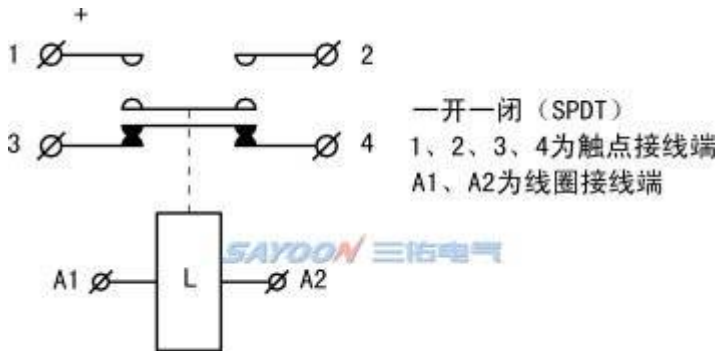 +
1
2
3
4
一开一闭（SPDT）
1、2、3、4为触点接线端
A1、A2为线圈接线端
SAYOON 三佑电气
A1
L
A2